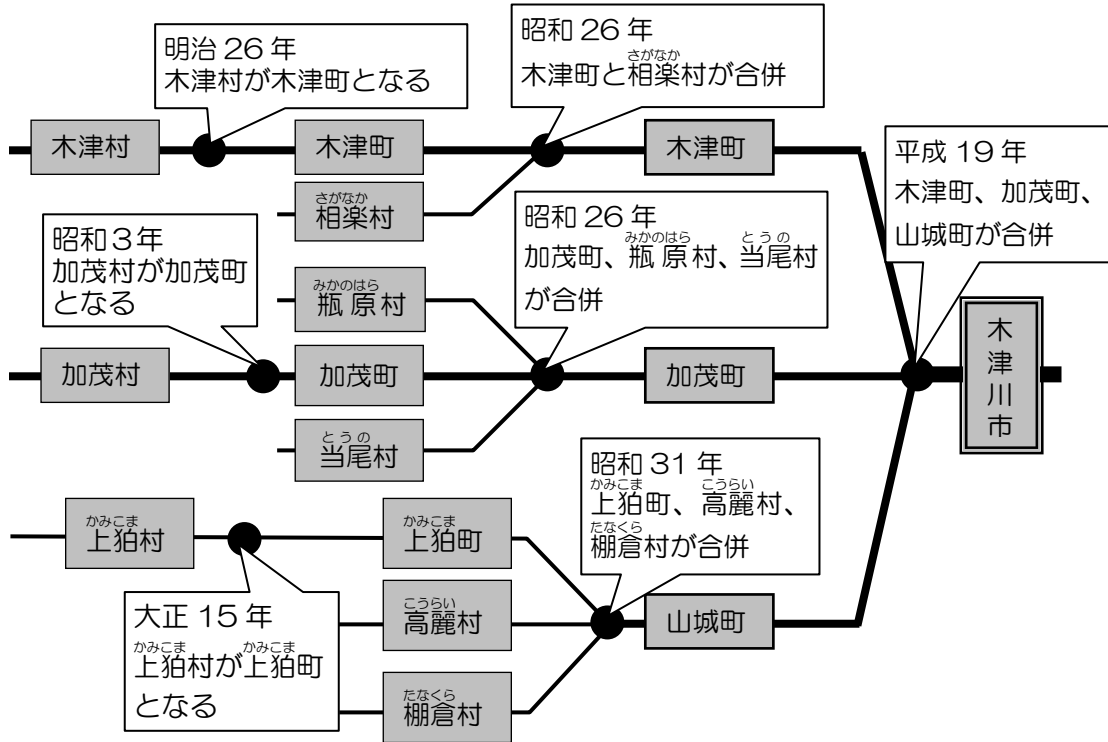 明治 26 年
木津村が木津町となる
昭和 26 年
さがなか
木津町と相楽村が合併
木津村
木津町
木津町
平成 19 年
木津町、加茂町、
山城町が合併
さがなか
相楽村
昭和 3 年
加茂村が加茂町
となる
昭和 26 年
みかのはら とうの
加茂町、瓶原村、当尾村
が合併
みかのはら
瓶原村
加茂村
加茂町
加茂町
木津川市
とうの
当尾村
昭和 31 年
かみこま こうらい
上狛町、高麗村、
たなくら
棚倉村が合併
かみこま
上狛村
かみこま
上狛町
大正 15 年
かみこま かみこま
上狛村が上狛町
となる
こうらい
高麗村
山城町
たなくら
棚倉村